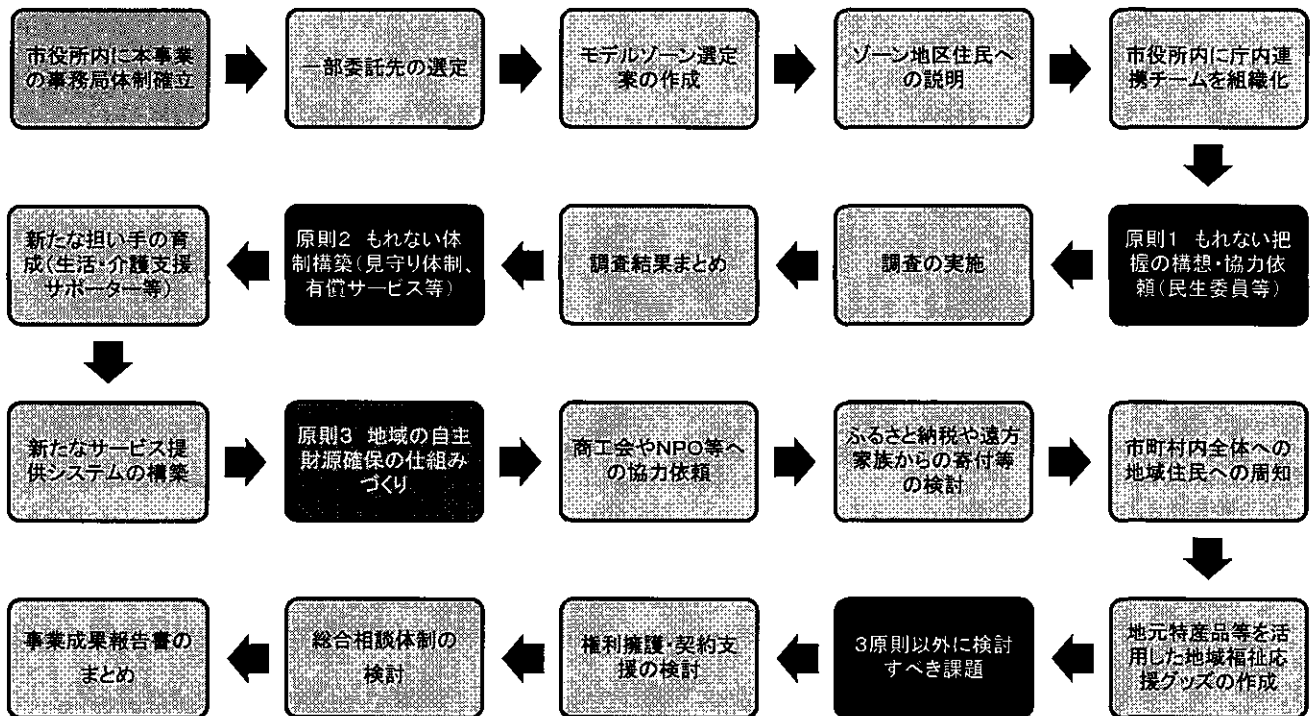 市役所内に本事業
の事務局体制確立
一部委託先の選定
モデルゾーン選定
案の作成
ゾーン地区住民へ
の説明
市役所内に庁内連
携チームを組織化
原則1 もれない把
握の構想・協力依
頼(民生委員等)
調査の実施
調査結果まとめ
原則2 もれない体
制構築(見守り体制、
有償サービス等)
新たな担い手の育
成(生活・介護支援
サポーター等)
新たなサービス提
供システムの構築
原則3 地域の自主
財源確保の仕組み
づくり
商工会やNPO等へ
の協力依頼
ふるさと納税や遠方
家族からの寄付等
の検討
市町村内全体への
地域住民への周知
地元特産品等を活
用した地域福祉応
援グッズの作成
3原則以外に検討
すべき課題
権利擁護・契約支
援の検討
総合相談体制の
検討
事業成果報告書の
まとめ